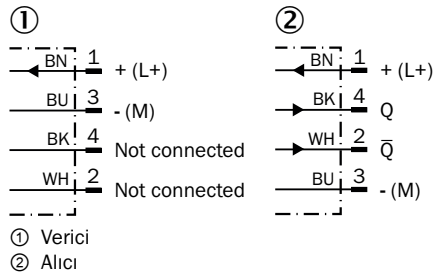 ① ②
BN 1 + (L+)
BU 3 - (M)
BK 4 Not connected
WH 2 Not connected
BN 1 + (L+)
BK 4 Q
WH 2 Q̅
BU 3 - (M)
① Verici
② Alıcı